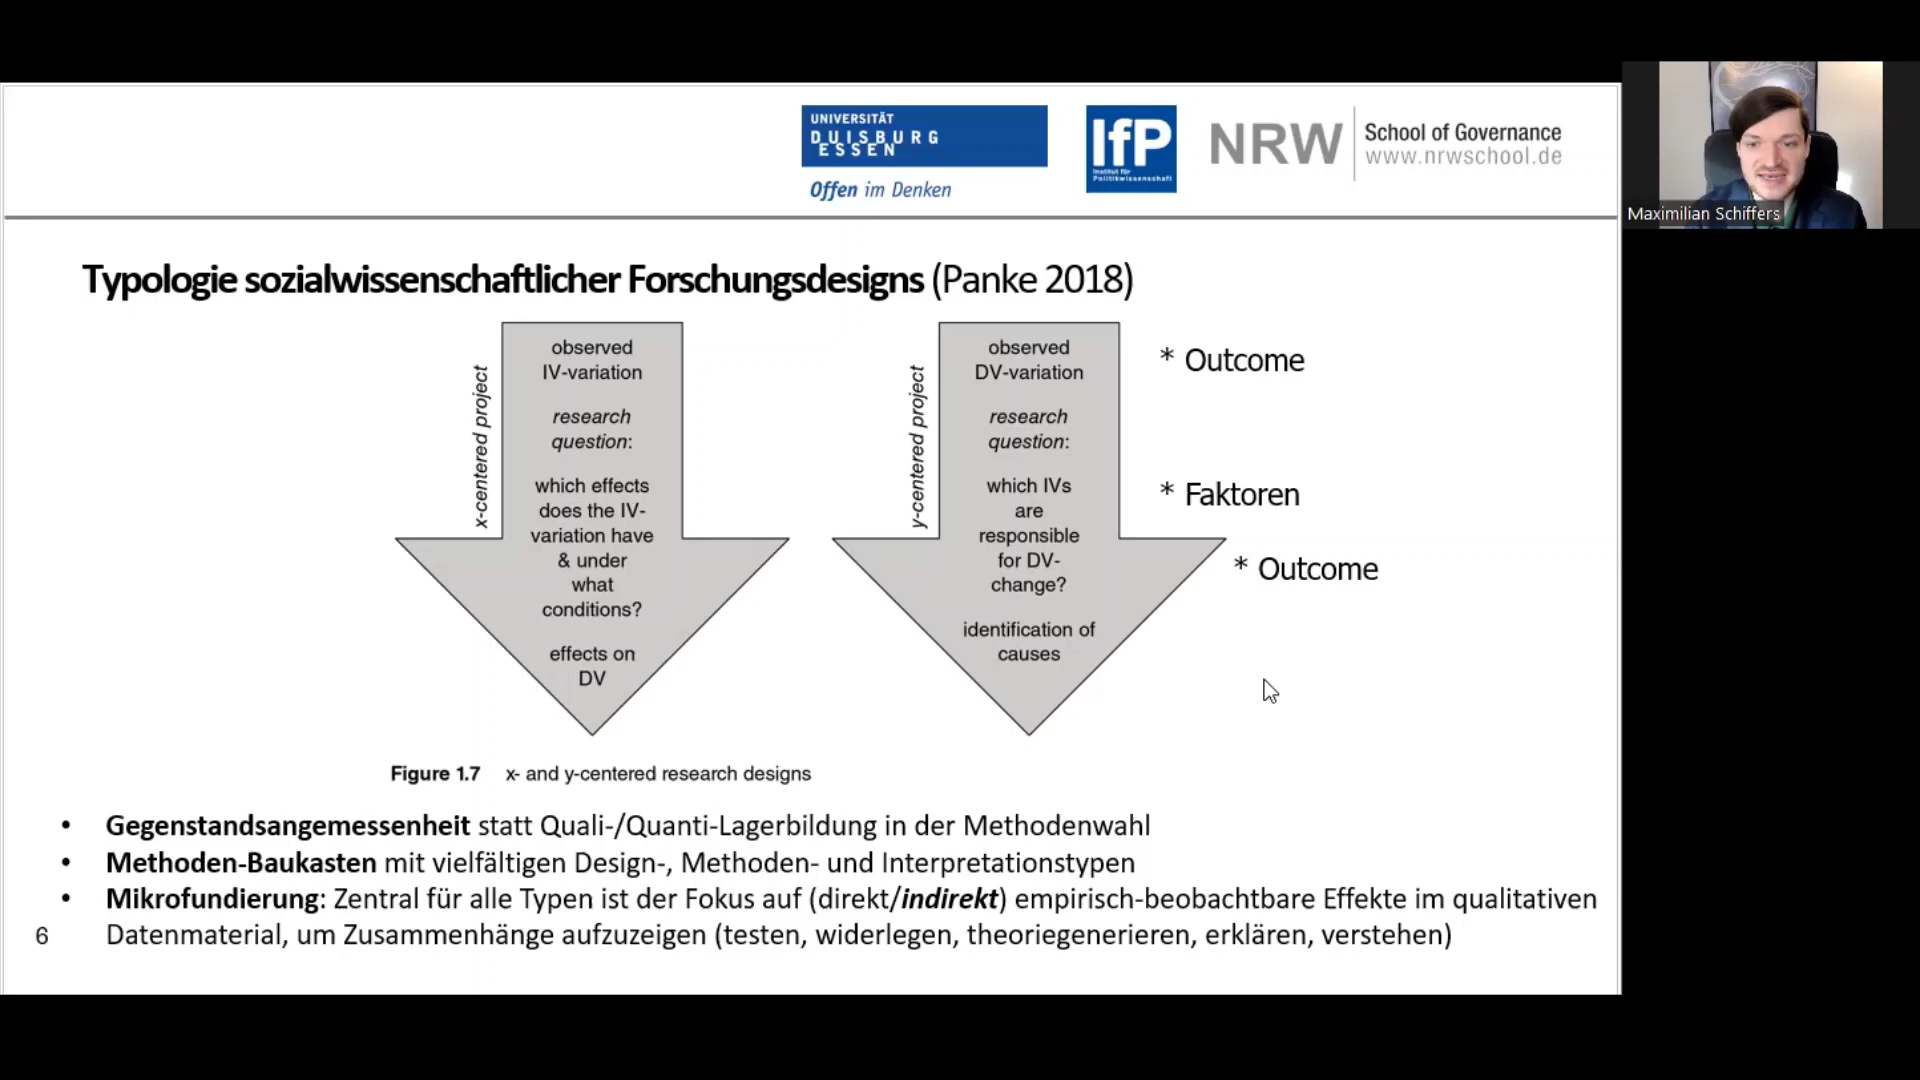 UNIVERSITÄT
DUISBURG
ESSEN
Offen im Denken
IfP
Institut für
Politikwissenschaft
NRW
School of Governance
www.nrwschool.de
Maximilian Schiffers
Typologie sozialwissenschaftlicher Forschungsdesigns (Panke 2018)
x-centered project
observed
IV-variation
research
question:
which effects
does the IV-
variation have
& under
what
conditions?
effects on
DV
y-centered project
observed
DV-variation
research
question:
which IVs
are
responsible
for DV-
change?
identification of
causes
* Outcome
* Faktoren
* Outcome
Figure 1.7 x- and y-centered research designs
• Gegenstandsangemessenheit statt Quali-/Quanti-Lagerbildung in der Methodenwahl
• Methoden-Baukasten mit vielfältigen Design-, Methoden- und Interpretationstypen
• Mikrofundierung: Zentral für alle Typen ist der Fokus auf (direkt/indirekt) empirisch-beobachtbare Effekte im qualitativen
Datenmaterial, um Zusammenhänge aufzuzeigen (testen, widerlegen, theoriegenerieren, erklären, verstehen)
6